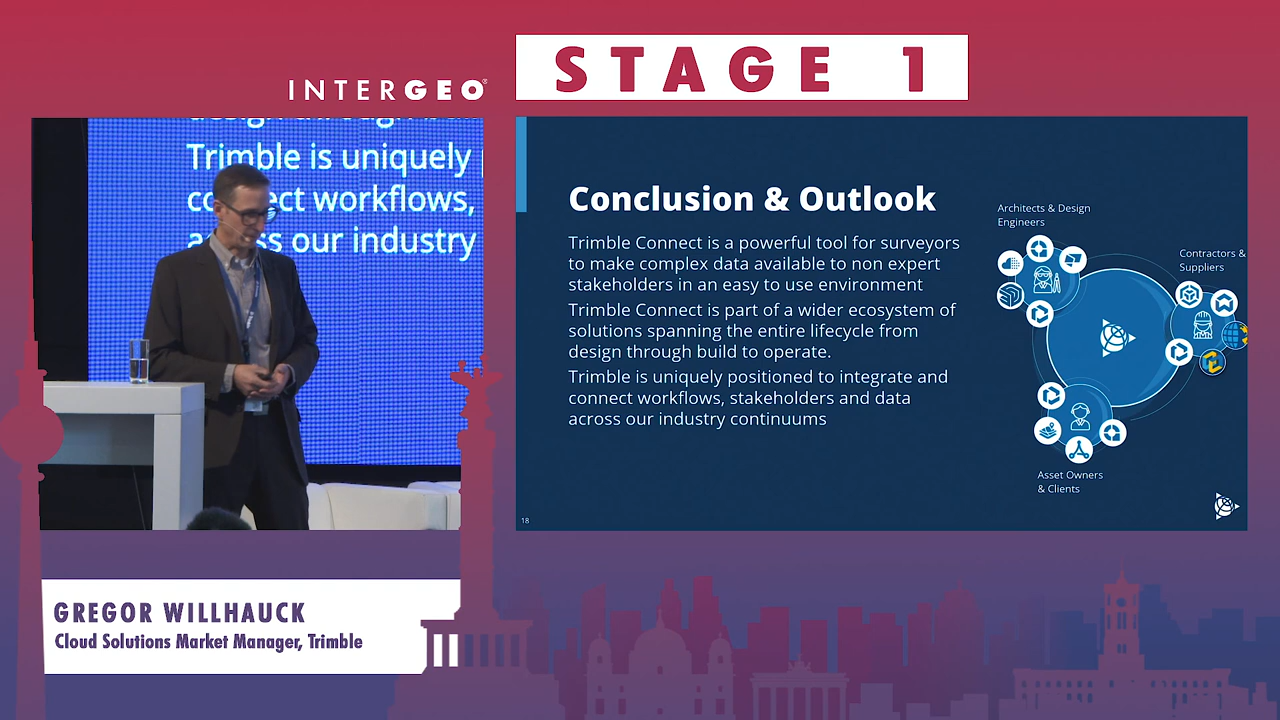 INTERGEO
STAGE 1
Trimble is uniquely
connect workflows,
across our industry
Conclusion & Outlook
Trimble Connect is a powerful tool for surveyors
to make complex data available to non expert
stakeholders in an easy to use environment
Trimble Connect is part of a wider ecosystem of
solutions spanning the entire lifecycle from
design through build to operate.
Trimble is uniquely positioned to integrate and
connect workflows, stakeholders and data
across our industry continuums
Architects & Design
Engineers
Contractors &
Suppliers
Asset Owners
& Clients
18
GREGOR WILLHAUCK
Cloud Solutions Market Manager, Trimble